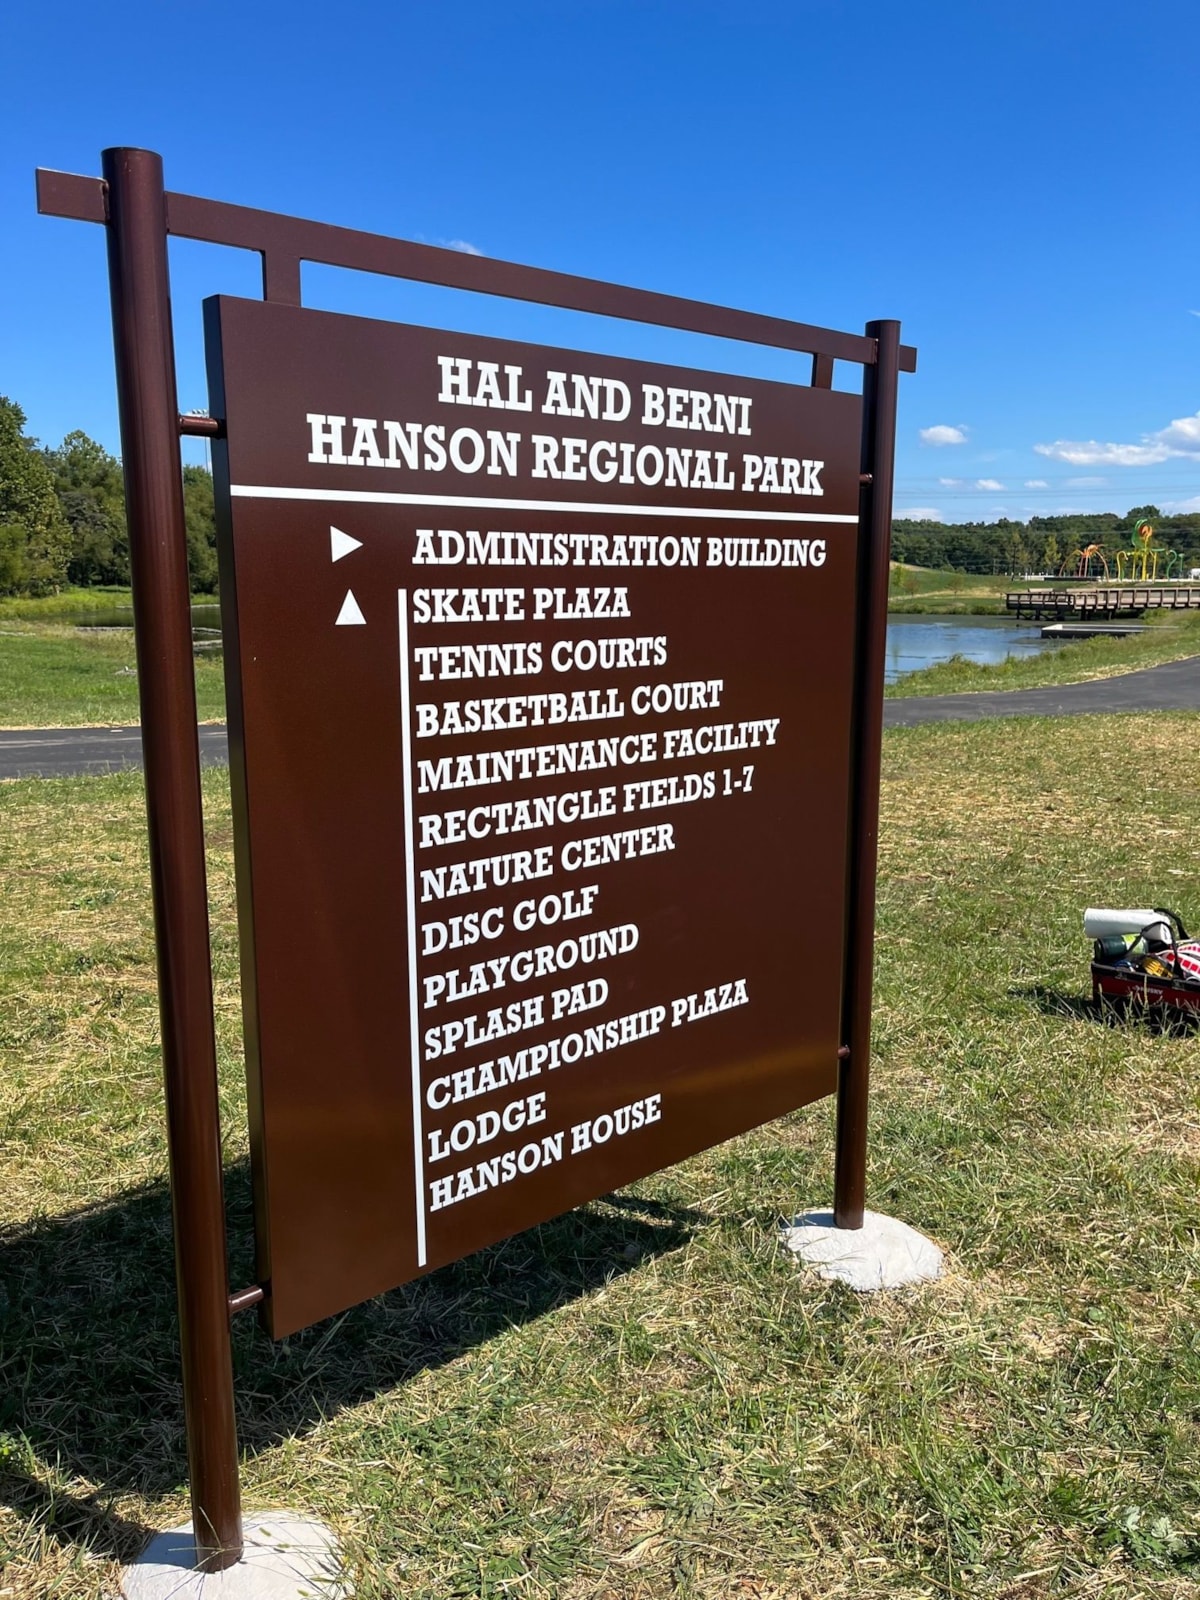 HAL AND BERNI
HANSON REGIONAL PARK
ADMINISTRATION BUILDING
SKATE PLAZA
TENNIS COURTS
BASKETBALL COURT
MAINTENANCE FACILITY
RECTANGLE FIELDS 1-7
NATURE CENTER
DISC GOLF
PLAYGROUND
SPLASH PAD
CHAMPIONSHIP PLAZA
LODGE
HANSON HOUSE